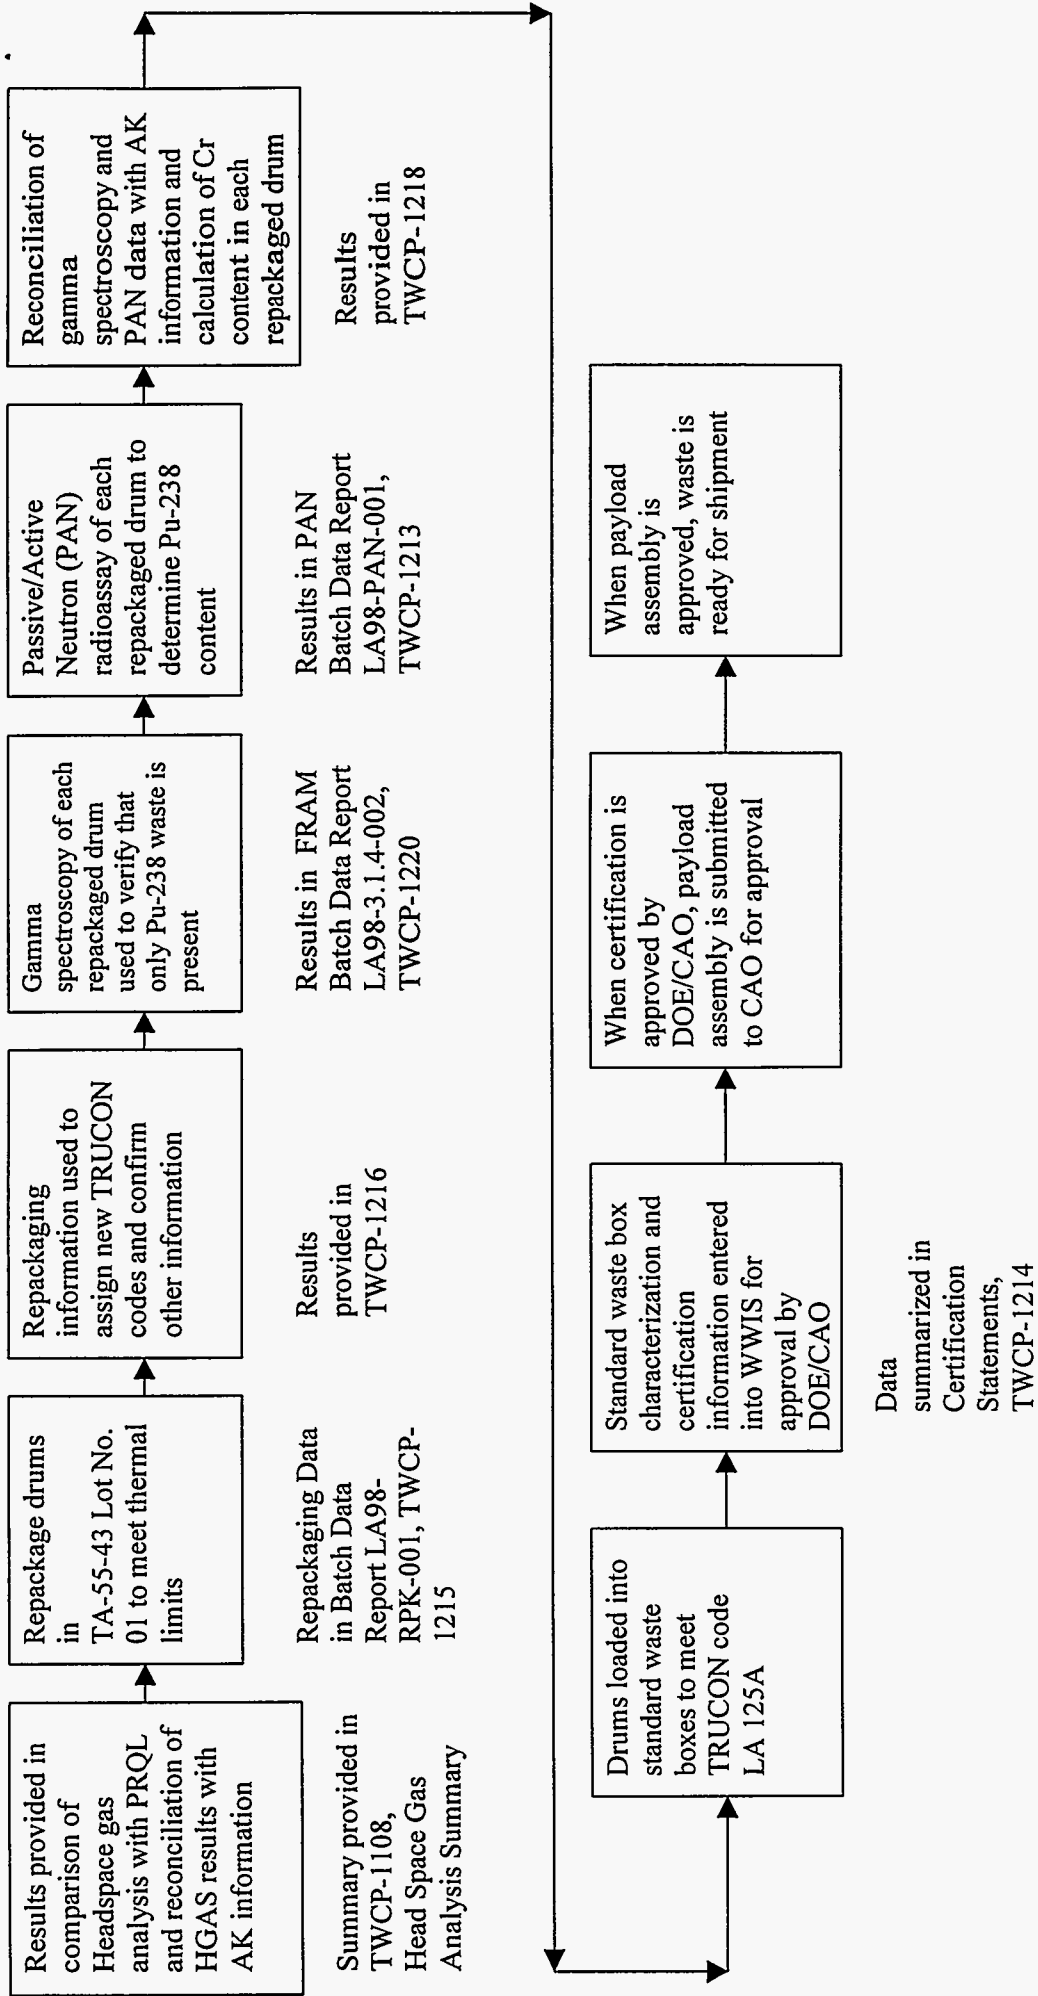 Results provided in
comparison of
Headspace gas
analysis with PRQL
and reconciliation of
HGAS results with
AK information
Summary provided in
TWCP-1108,
Head Space Gas
Analysis Summary
Repackage drums
in
TA-55-43 Lot No.
01 to meet thermal
limits
Repackaging Data
in Batch Data
Report LA98-
RPK-001, TWCP-
1215
Repackaging
information used to
assign new TRUCON
codes and confirm
other information
Results
provided in
TWCP-1216
Gamma
spectroscopy of each
repackaged drum
used to verify that
only Pu-238 waste is
present
Results in FRAM
Batch Data Report
LA98-3.1.4-002,
TWCP-1220
Passive/Active
Neutron (PAN)
radioassay of each
repackaged drum to
determine Pu-238
content
Results in PAN
Batch Data Report
LA98-PAN-001,
TWCP-1213
Reconciliation of
gamma
spectroscopy and
PAN data with AK
information and
calculation of Cr
content in each
repackaged drum
Results
provided in
TWCP-1218
Drums loaded into
standard waste
boxes to meet
TRUCON code
LA 125A
Standard waste box
characterization and
certification
information entered
into WWIS for
approval by
DOE/CAO
Data
summarized in
Certification
Statements,
TWCP-1214
When certification is
approved by
DOE/CAO, payload
assembly is submitted
to CAO for approval
When payload
assembly is
approved, waste is
ready for shipment